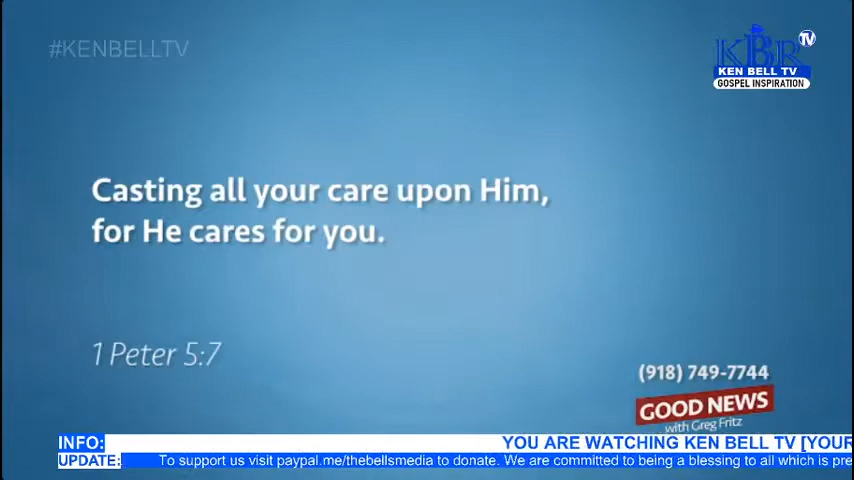 #KENBELLTV
KBR
TV
KEN BELL TV
GOSPEL INSPIRATION
Casting all your care upon Him,
for He cares for you.
1 Peter 5:7
(918) 749-7744
GOOD NEWS
with Greg Fritz
INFO: YOU ARE WATCHING KEN BELL TV [YOUR
UPDATE: To support us visit paypal.me/thebellsmedia to donate. We are committed to being a blessing to all which is pre